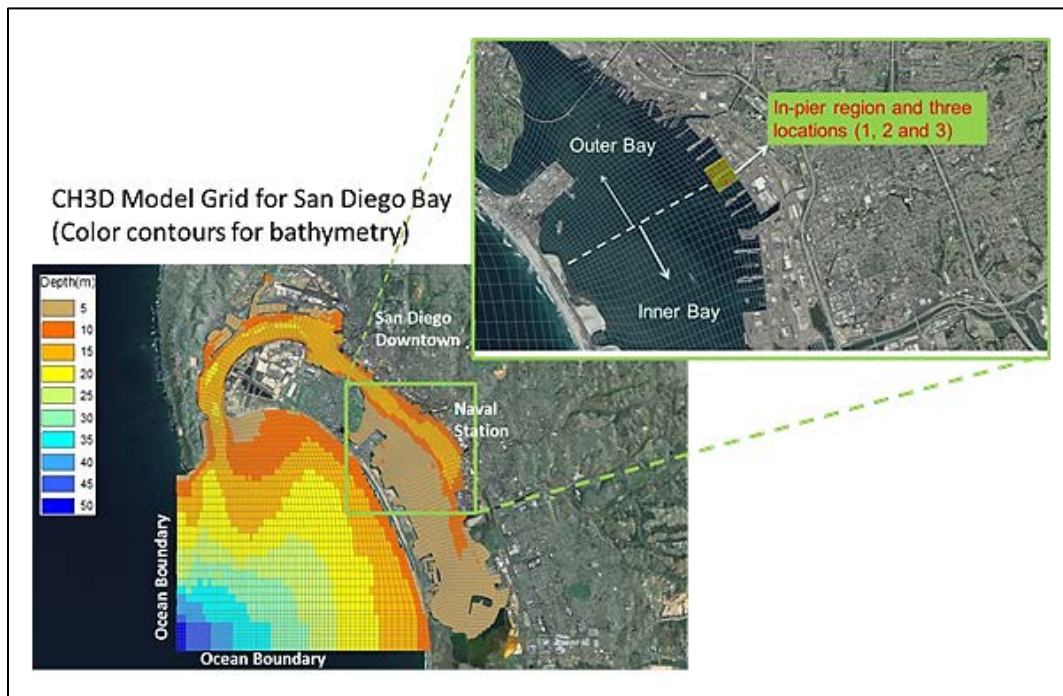 In-pier region and three
locations (1, 2 and 3)
Outer Bay
Inner Bay
CH3D Model Grid for San Diego Bay
(Color contours for bathymetry)
Depth(m)
5
10
15
20
25
30
35
40
45
50
San Diego
Downtown
Naval
Station
Ocean Boundary
Ocean Boundary